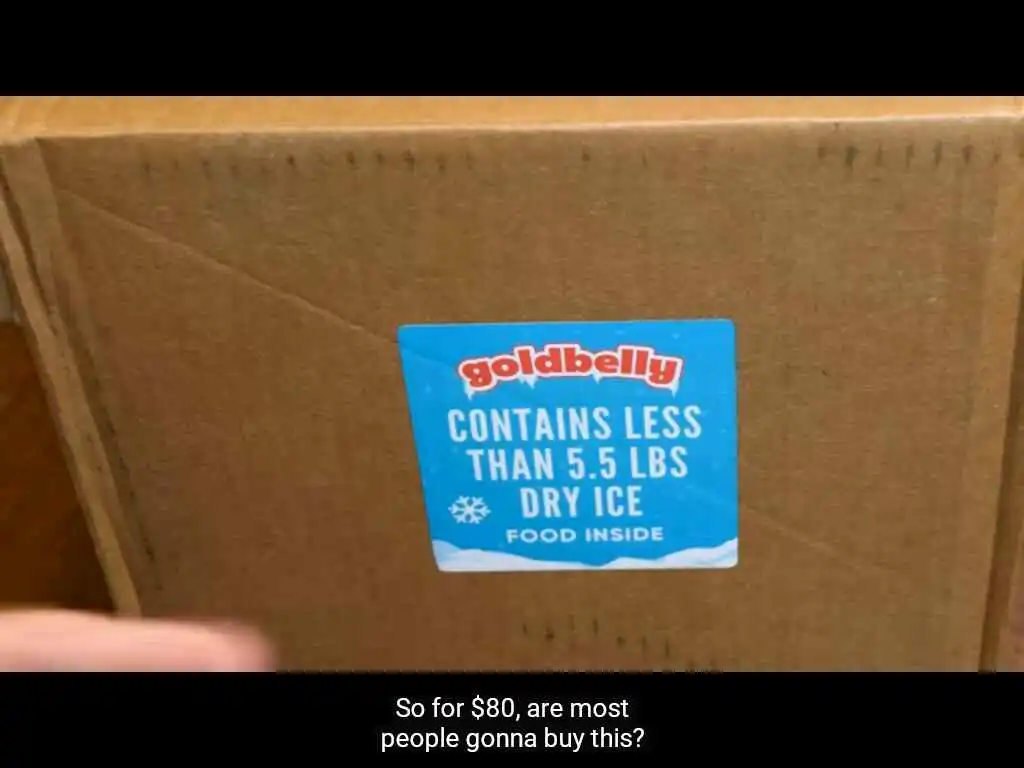 goldbelly
CONTAINS LESS
THAN 5.5 LBS
DRY ICE
FOOD INSIDE
So for $80, are most
people gonna buy this?